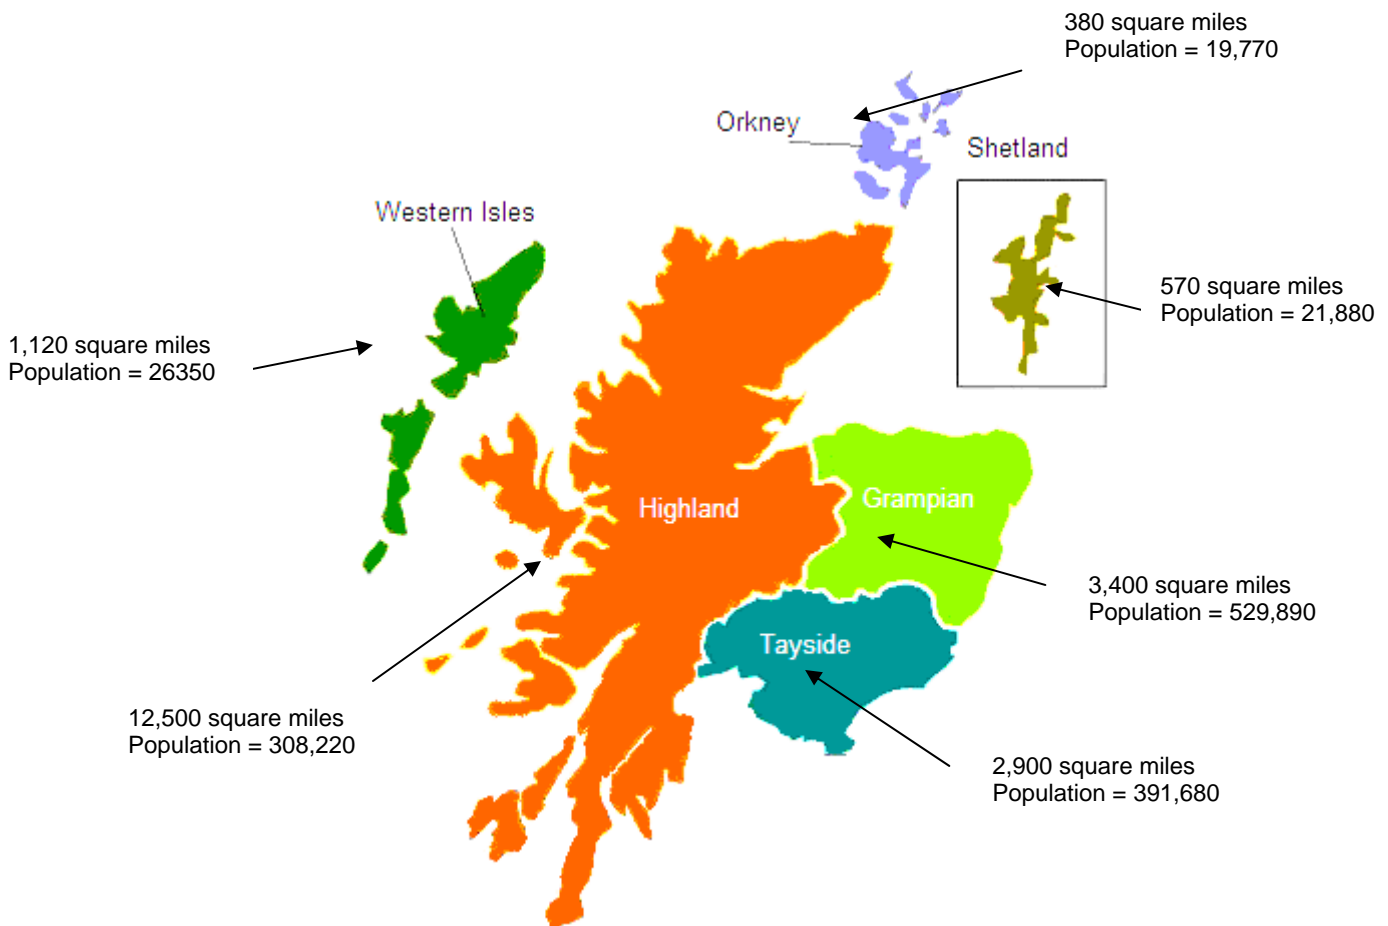 380 square miles
Population = 19,770
Orkney
Shetland
Western Isles
570 square miles
Population = 21,880
1,120 square miles
Population = 26350
Highland
Grampian
3,400 square miles
Population = 529,890
Tayside
12,500 square miles
Population = 308,220
2,900 square miles
Population = 391,680